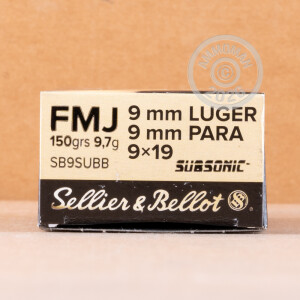 FMJ
150grs 9,7g
SB9SUBB
9 mm LUGER
9 mm PARA
9×19
SUBSONIC
Sellier & Bellot